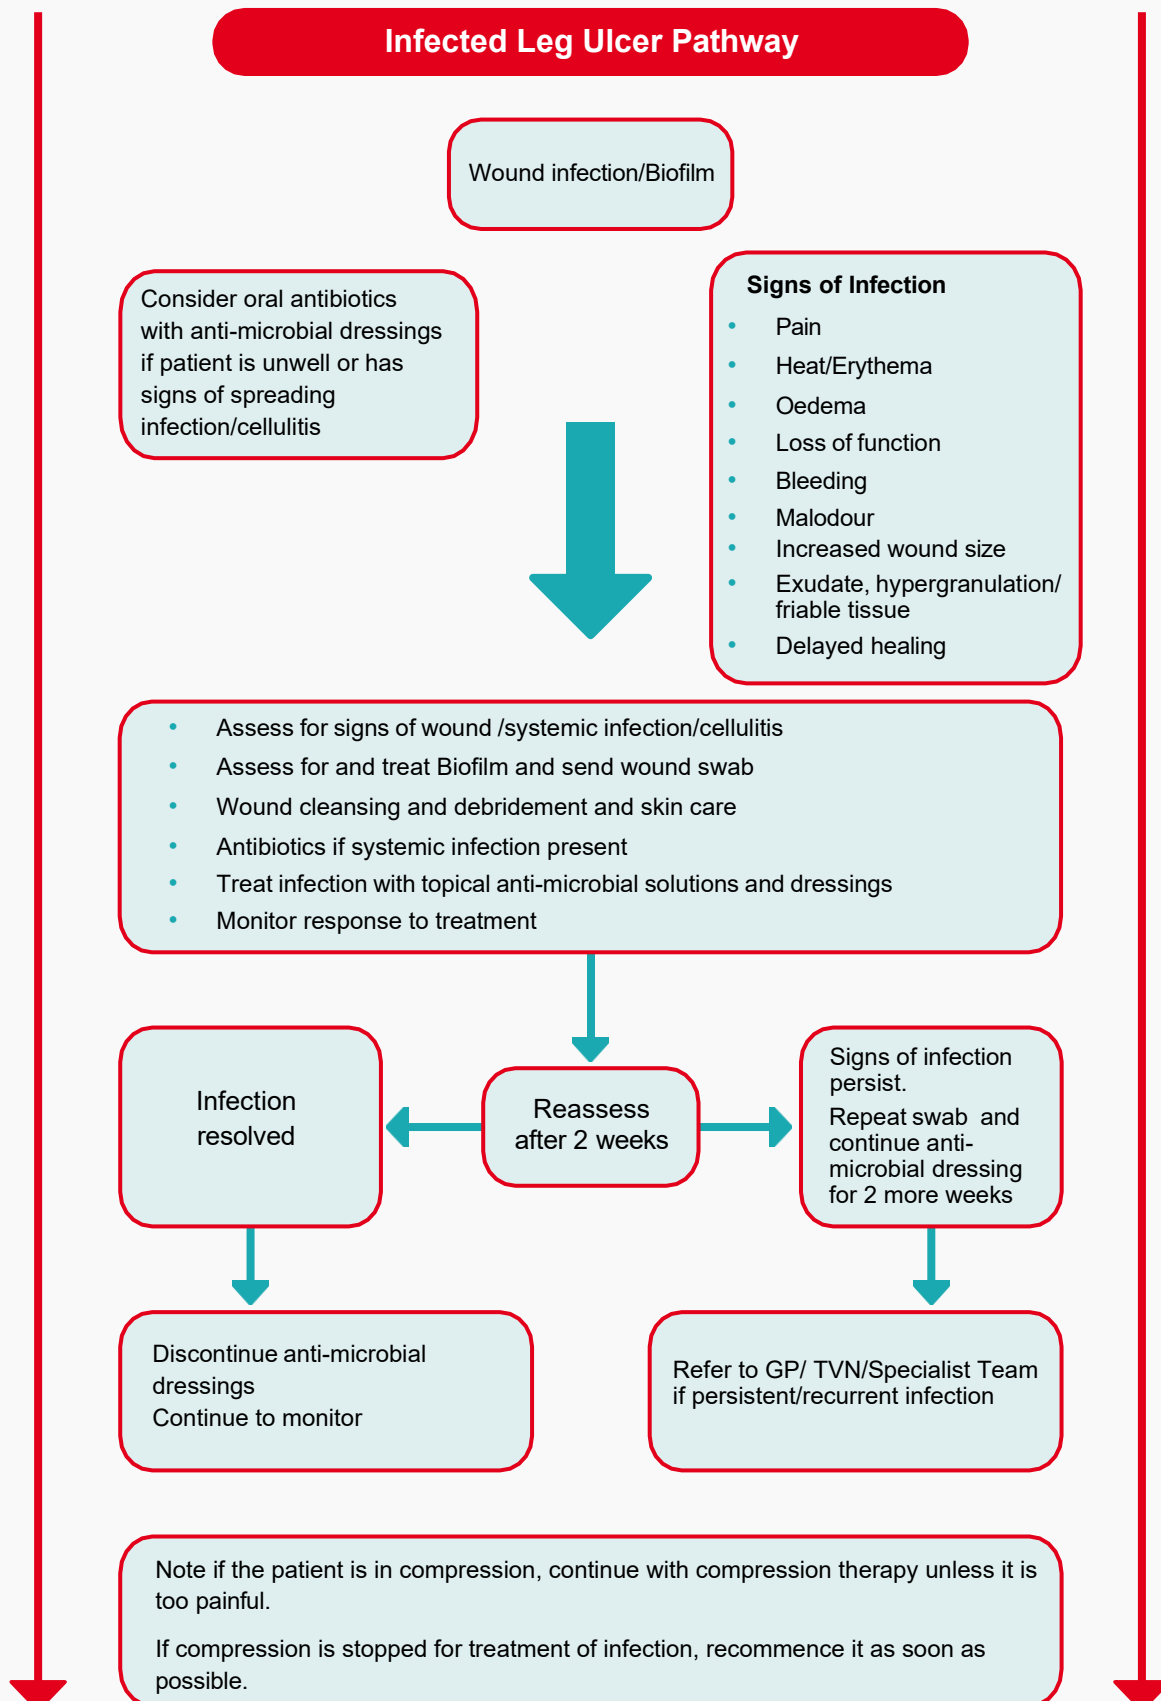 Infected Leg Ulcer Pathway
Wound infection/Biofilm
Consider oral antibiotics
with anti-microbial dressings
if patient is unwell or has
signs of spreading
infection/cellulitis
Signs of Infection
• Pain
• Heat/Erythema
• Oedema
• Loss of function
• Bleeding
• Malodour
• Increased wound size
• Exudate, hypergranulation/
friable tissue
• Delayed healing
• Assess for signs of wound /systemic infection/cellulitis
• Assess for and treat Biofilm and send wound swab
• Wound cleansing and debridement and skin care
• Antibiotics if systemic infection present
• Treat infection with topical anti-microbial solutions and dressings
• Monitor response to treatment
Infection
resolved
Reassess
after 2 weeks
Signs of infection
persist.
Repeat swab and
continue anti-
microbial dressing
for 2 more weeks
Discontinue anti-microbial
dressings
Continue to monitor
Refer to GP/ TVN/Specialist Team
if persistent/recurrent infection
Note if the patient is in compression, continue with compression therapy unless it is
too painful.
If compression is stopped for treatment of infection, recommence it as soon as
possible.